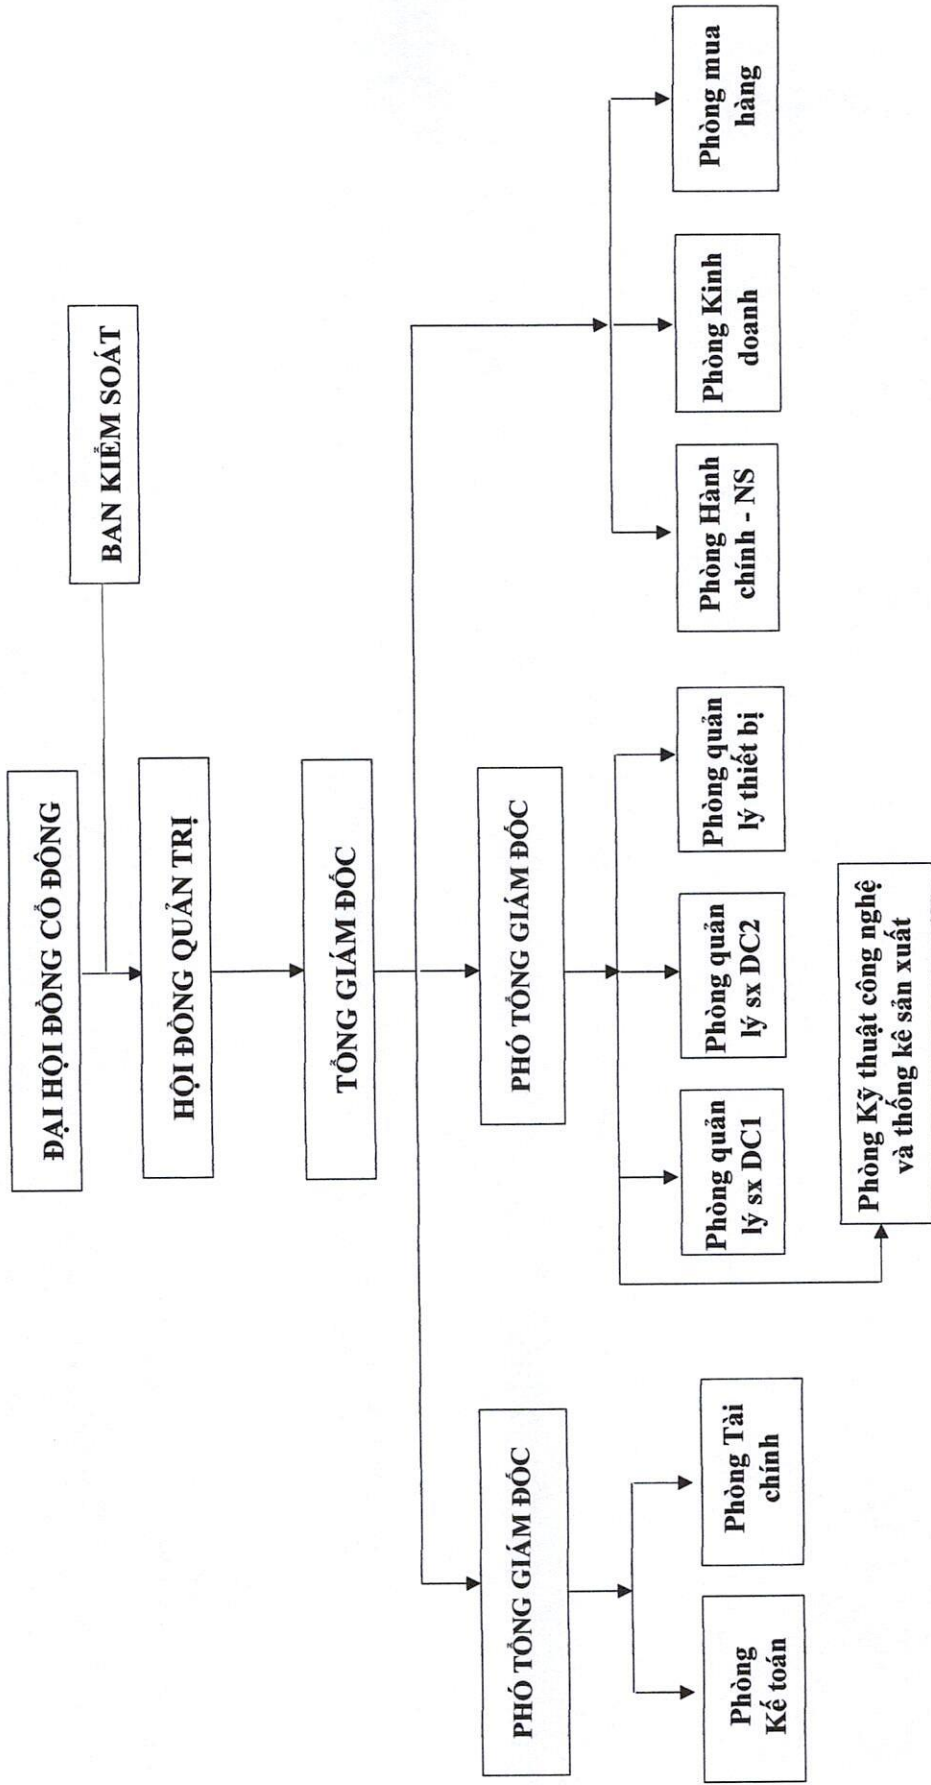 ĐẠI HỘI ĐỒNG CỔ ĐÔNG
BAN KIỂM SOÁT
HỘI ĐỒNG QUẢN TRỊ
TỔNG GIÁM ĐỐC
PHÓ TỔNG GIÁM ĐỐC
PHÓ TỔNG GIÁM ĐỐC
Phòng
Kế toán
Phòng Tài
chính
Phòng quản
lý sx DC1
Phòng quản
lý sx DC2
Phòng quản
lý thiết bị
Phòng Hành
chính - NS
Phòng Kinh
doanh
Phòng mua
hàng
Phòng Kỹ thuật công nghệ
và thống kê sản xuất